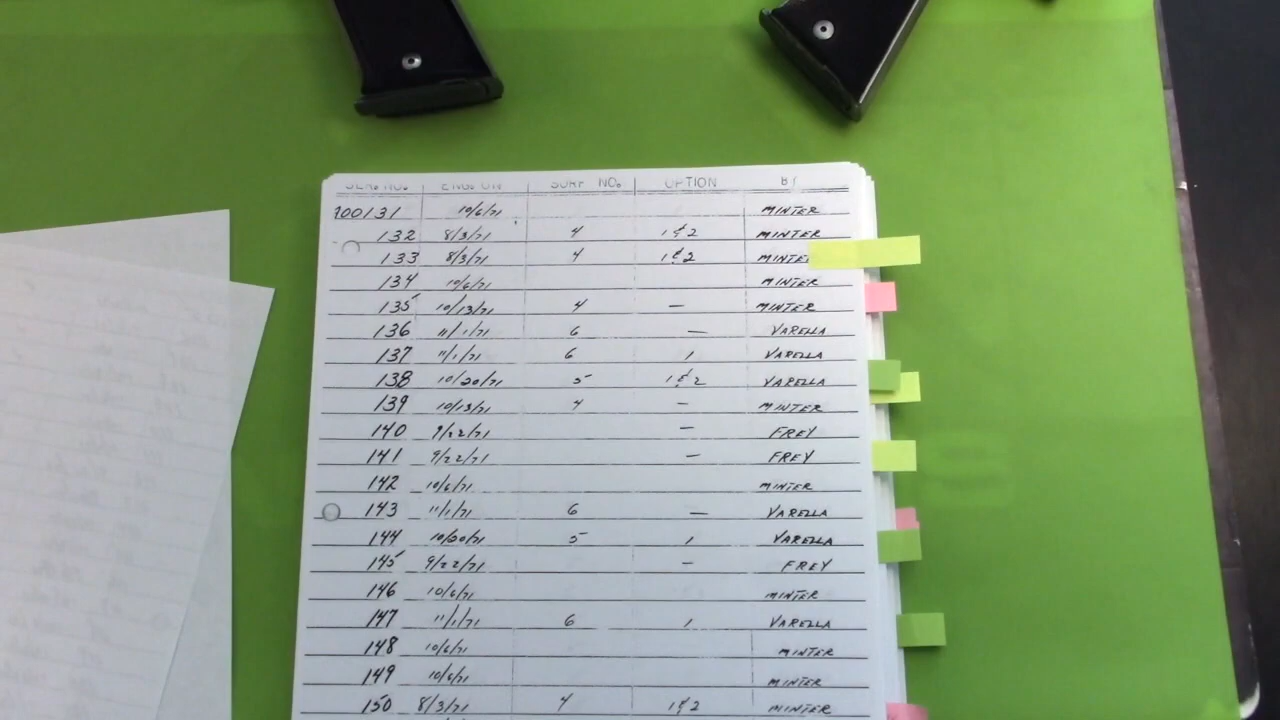 SER. NO. ENG. ON SURF NO. OPTION BY
700131 10/6/71 MINTER
132 8/3/71 4 1 & 2 MINTER
133 8/3/71 4 1 & 2 MINTER
134 10/6/71 MINTER
135 10/13/71 4 — MINTER
136 11/1/71 6 — VARELLA
137 11/1/71 6 1 VARELLA
138 10/20/71 5 1 & 2 VARELLA
139 10/13/71 4 — MINTER
140 9/22/71 — FREY
141 9/22/71 — FREY
142 10/6/71 MINTER
143 11/1/71 6 — VARELLA
144 10/20/71 5 1 VARELLA
145 9/22/71 — FREY
146 10/6/71 MINTER
147 11/1/71 6 1 VARELLA
148 10/6/71 MINTER
149 10/6/71 MINTER
150 8/3/71 4 1 & 2 MINTER